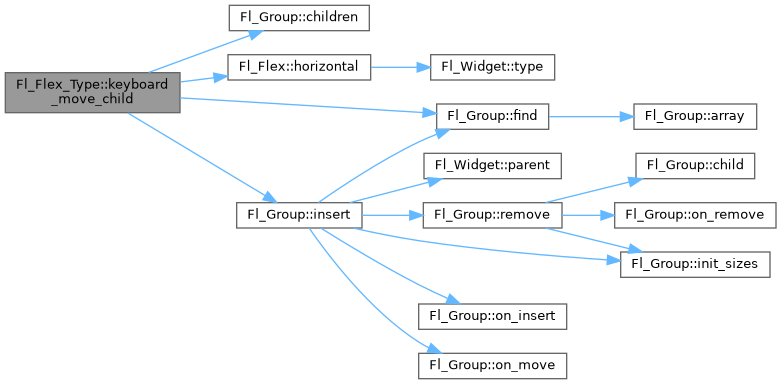 Fl_Group::children
Fl_Flex_Type::keyboard
_move_child
Fl_Flex::horizontal
Fl_Widget::type
Fl_Group::find
Fl_Group::array
Fl_Widget::parent
Fl_Group::child
Fl_Group::insert
Fl_Group::remove
Fl_Group::on_remove
Fl_Group::init_sizes
Fl_Group::on_insert
Fl_Group::on_move